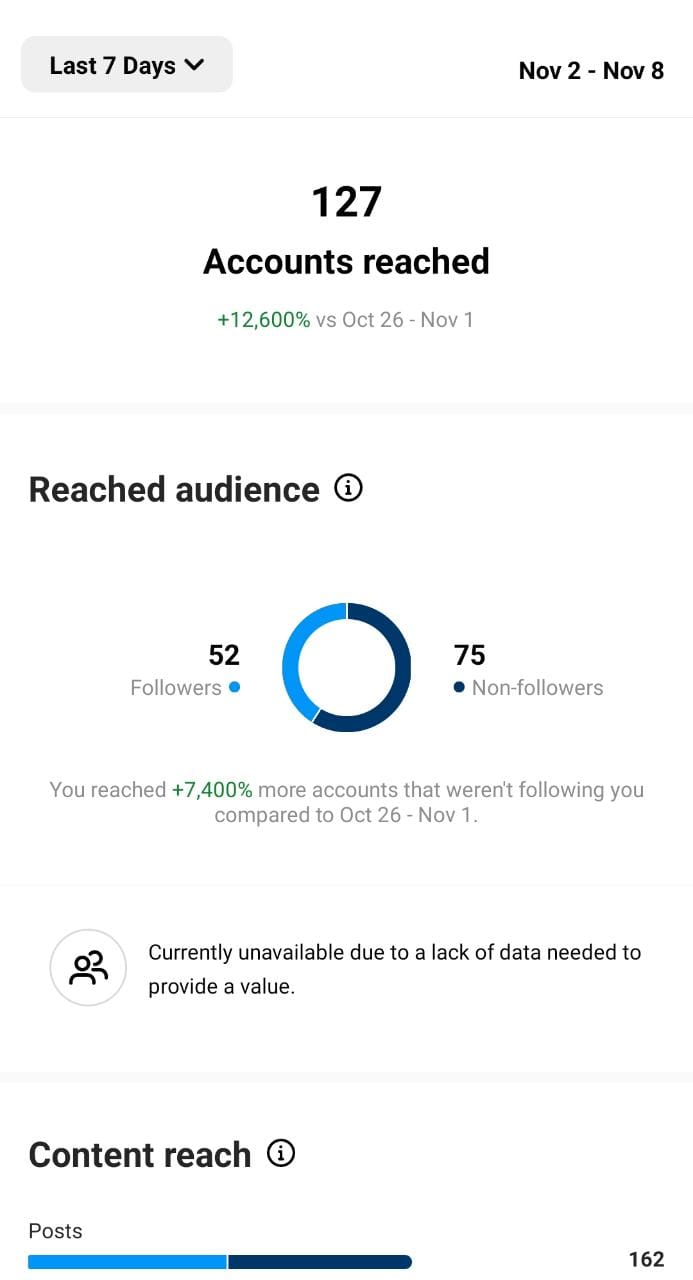 Last 7 Days
Nov 2 - Nov 8
127
Accounts reached
+12,600% vs Oct 26 - Nov 1
Reached audience
52
Followers
75
Non-followers
You reached +7,400% more accounts that weren't following you
compared to Oct 26 - Nov 1.
Currently unavailable due to a lack of data needed to
provide a value.
Content reach
Posts
162